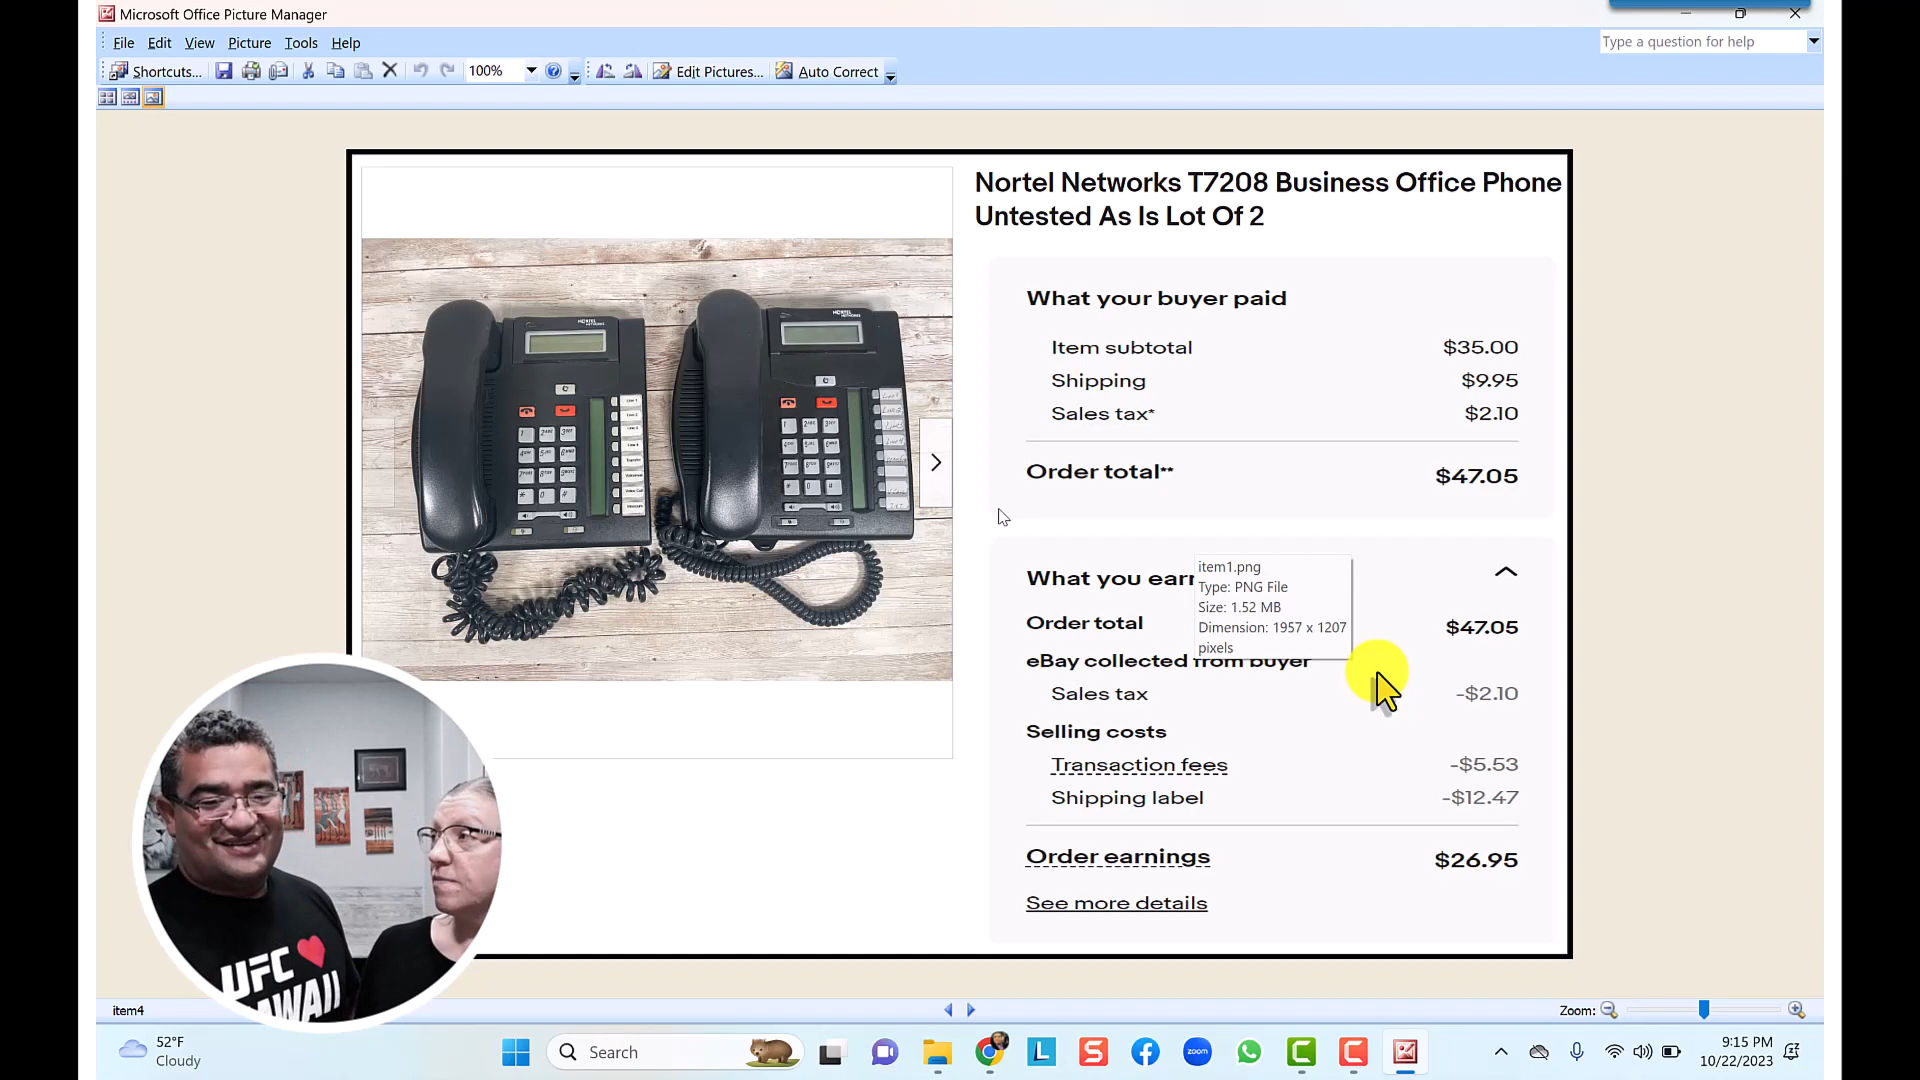 Microsoft Office Picture Manager
File Edit View Picture Tools Help
Type a question for help
Shortcuts...
100%
Edit Pictures...
Auto Correct
Nortel Networks T7208 Business Office Phone
Untested As Is Lot Of 2
What your buyer paid
Item subtotal $35.00
Shipping $9.95
Sales tax* $2.10
Order total** $47.05
What you earn
item1.png
Type: PNG File
Size: 1.52 MB
Dimension: 1957 x 1207
pixels
Order total $47.05
eBay collected from buyer
Sales tax -$2.10
Selling costs
Transaction fees -$5.53
Shipping label -$12.47
Order earnings $26.95
See more details
NORTEL
NETWORKS
NORTEL
UFC
item4
Zoom:
52°F
Cloudy
Search
L
S
zoom
C
C
9:15 PM
10/22/2023